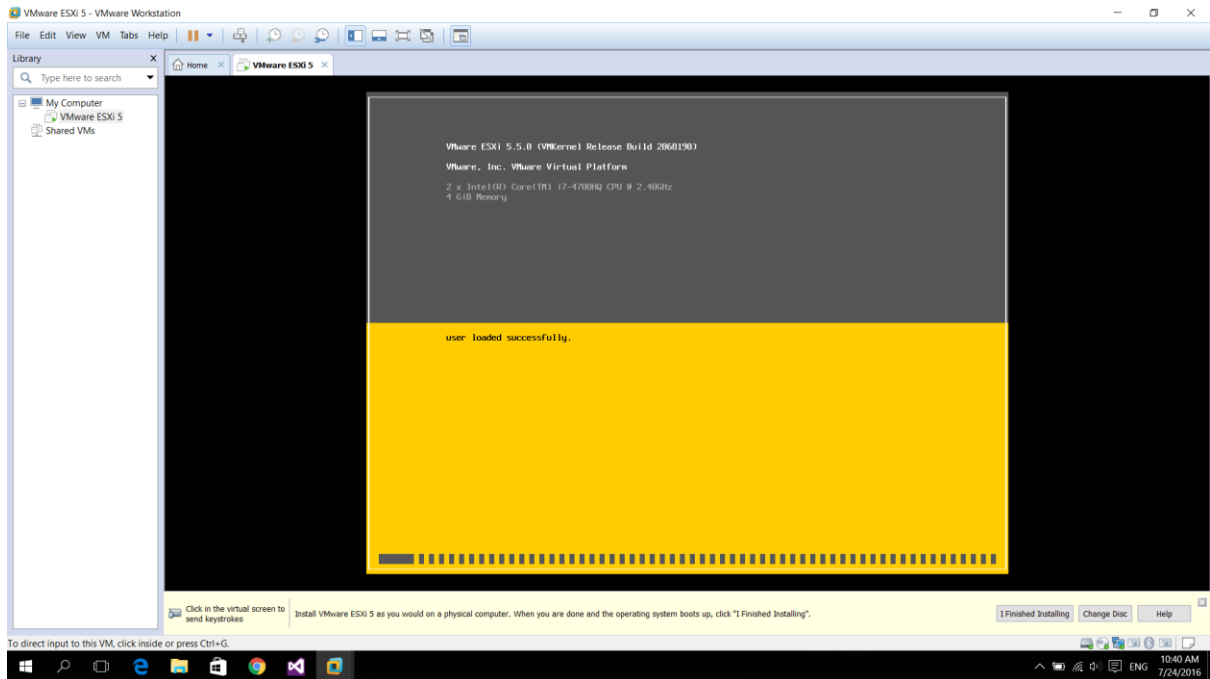 VMware ESXi 5 - VMware Workstation
File Edit View VM Tabs Help
Library X
Home × VMware ESXi 5 ×
Type here to search
My Computer
VMware ESXi 5
Shared VMs
VMware ESXi 5.5.0 (VMKernel Release Build 2068190)
VMware, Inc. VMware Virtual Platform
2 x Intel(R) Core(TM) i7-4700HQ CPU @ 2.40GHz
4 GiB Memory
user loaded successfully.
Click in the virtual screen to
send keystrokes
Install VMware ESXi 5 as you would on a physical computer. When you are done and the operating system boots up, click "I Finished Installing".
I Finished Installing Change Disc Help
To direct input to this VM, click inside or press Ctrl+G.
ENG
10:40 AM
7/24/2016